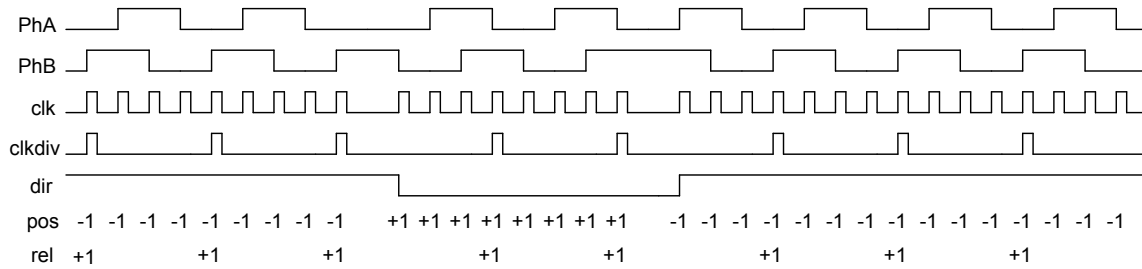 PhA
PhB
clk
clkdiv
dir
pos -1 -1 -1 -1 -1 -1 -1 -1 -1 +1 +1 +1 +1 +1 +1 +1 +1 -1 -1 -1 -1 -1 -1 -1 -1 -1 -1 -1 -1 -1 -1 -1
rel +1 +1 +1 +1 +1 +1 +1 +1